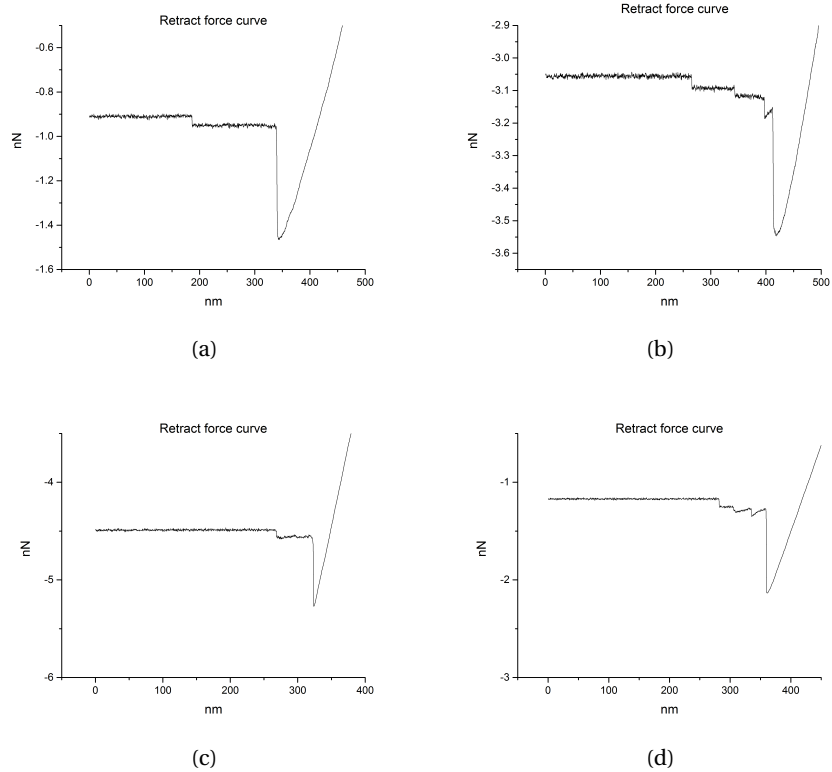 Retract force curve
-0.6
-0.8
-1.0
-1.2
-1.4
-1.6
nN
0 100 200 300 400 500
nm
(a)
Retract force curve
-2.9
-3.0
-3.1
-3.2
-3.3
-3.4
-3.5
-3.6
nN
0 100 200 300 400 500
nm
(b)
Retract force curve
-4
-5
-6
nN
0 100 200 300 400
nm
(c)
Retract force curve
-1
-2
-3
nN
0 100 200 300 400
nm
(d)